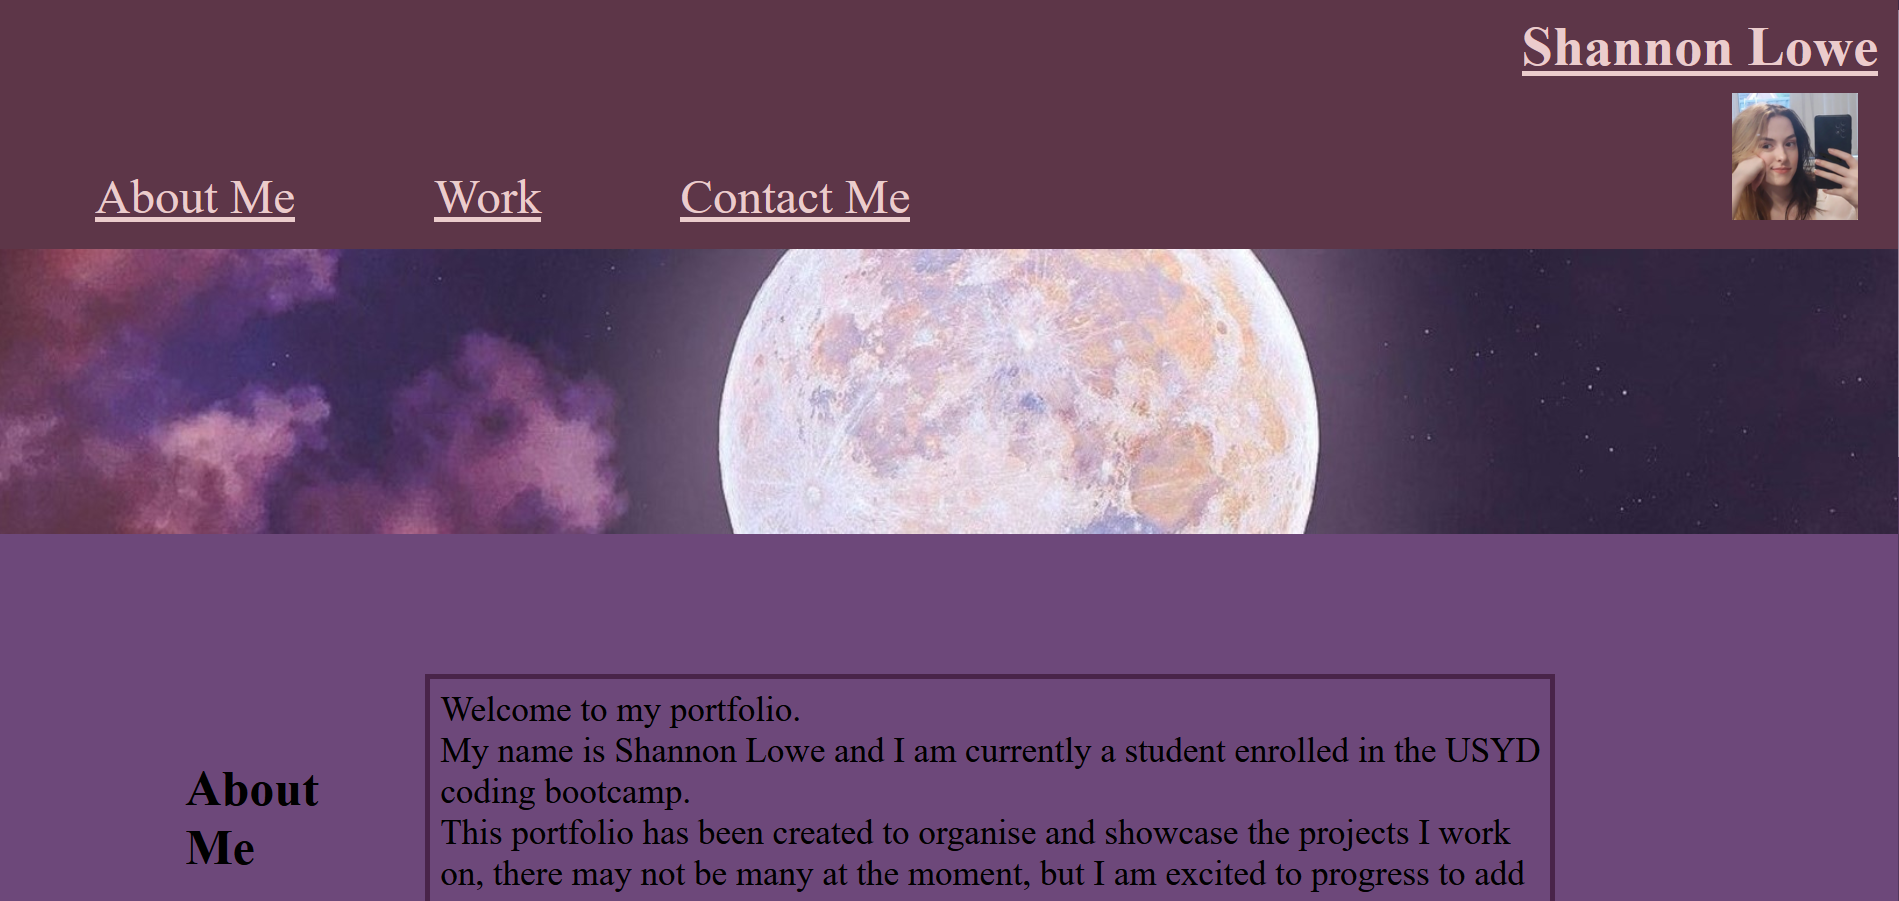 Shannon Lowe
About Me
Work
Contact Me
About
Me
Welcome to my portfolio.
My name is Shannon Lowe and I am currently a student enrolled in the USYD
coding bootcamp.
This portfolio has been created to organise and showcase the projects I work
on, there may not be many at the moment, but I am excited to progress to add